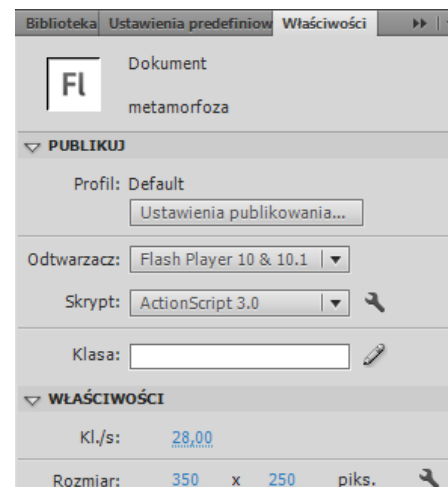 Biblioteka Ustawienia predefiniow Właściwości
Fl
Dokument
metamorfoza
PUBLIKUJ
Profil: Default
Ustawienia publikowania...
Odtwarzacz: Flash Player 10 & 10.1
Skrypt: ActionScript 3.0
Klasa:
WŁAŚCIWOŚCI
Kl./s: 28,00
Rozmiar: 350 x 250 piks.